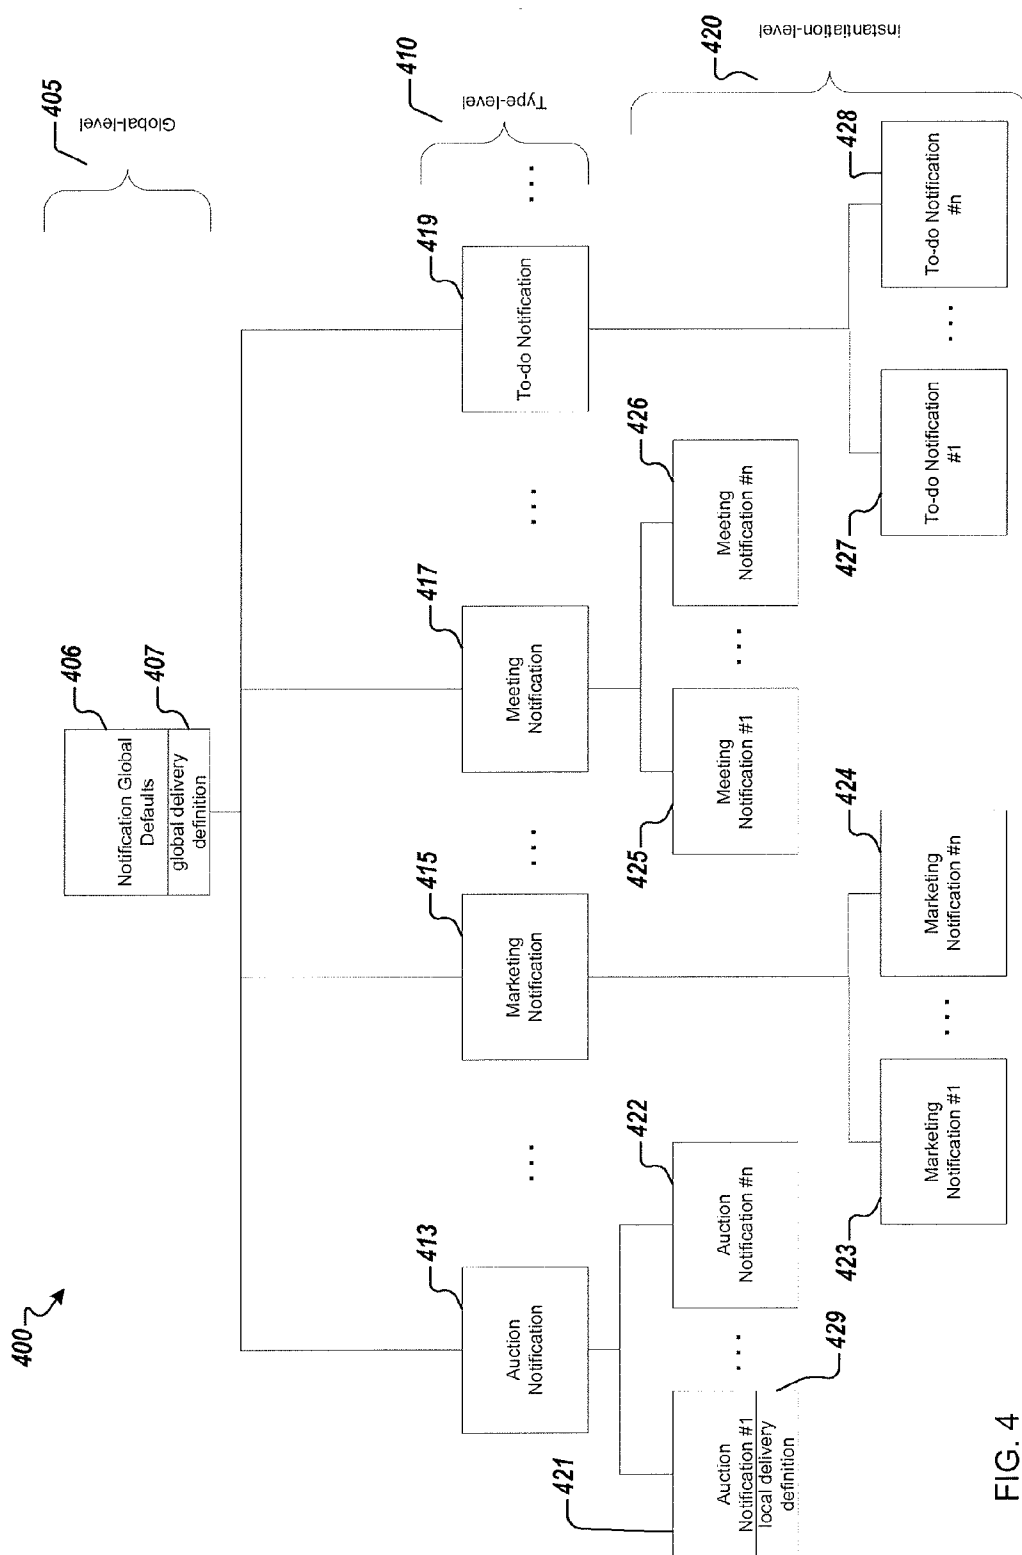 400
406
Notification Global
Defaults
407
global delivery
definition
405
Global-level
413
Auction
Notification
...
415
Marketing
Notification
...
417
Meeting
Notification
...
419
To-do Notification
...
410
Type-level
421
Auction
Notification #1
local delivery
definition
429
...
422
Auction
Notification #n
425
Meeting
Notification #1
...
426
Meeting
Notification #n
420
instantiation-level
423
Marketing
Notification #1
...
424
Marketing
Notification #n
427
To-do Notification
#1
...
428
To-do Notification
#n
FIG. 4